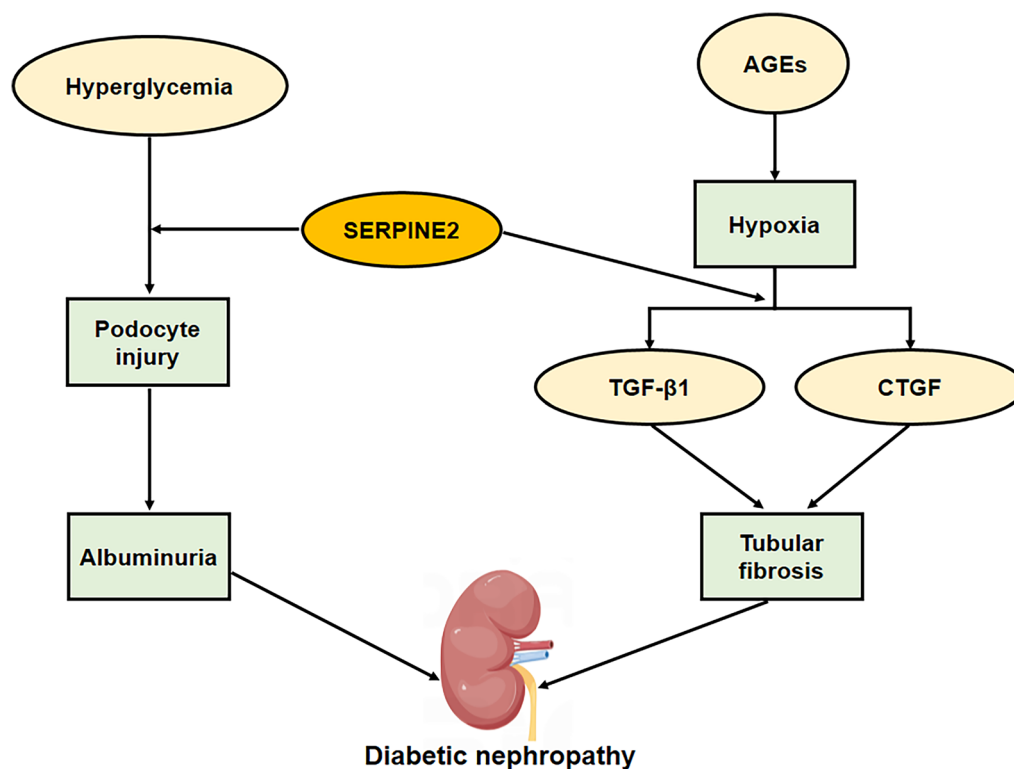 Hyperglycemia
AGEs
SERPINE2
Hypoxia
Podocyte
injury
TGF-β1
CTGF
Albuminuria
Tubular
fibrosis
Diabetic nephropathy